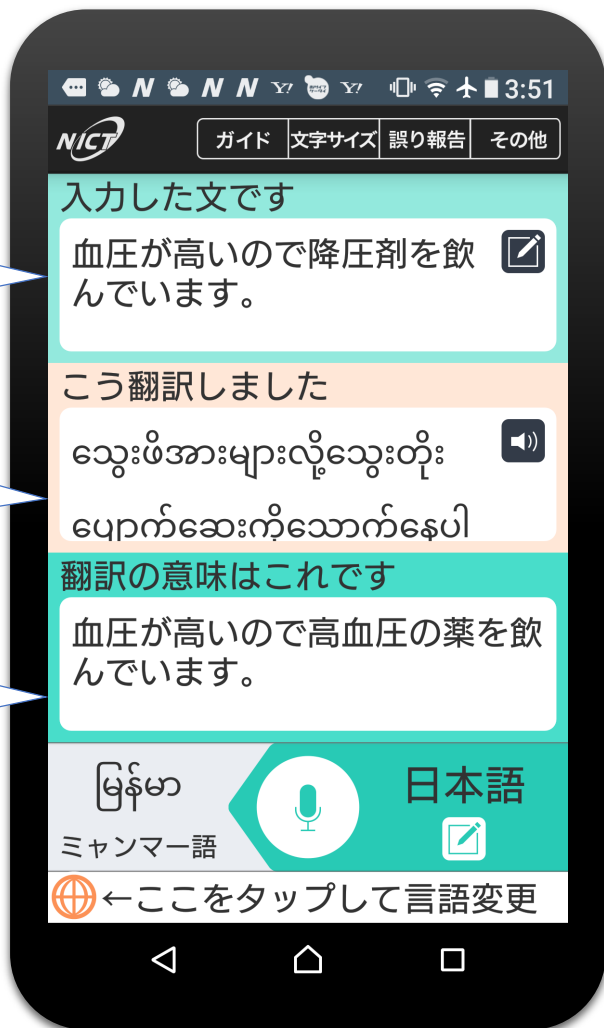 3:51
NICT ガイド 文字サイズ 誤り報告 その他
入力した文です
血圧が高いので降圧剤を飲
んでいます。
こう翻訳しました
သွေးဖိအားများလို့သွေးတိုး
ပျောက်ဆေးကိုသောက်နေပါ
翻訳の意味はこれです
血圧が高いので高血圧の薬を飲
んでいます。
မြန်မာ
ミャンマー語
日本語
←ここをタップして言語変更